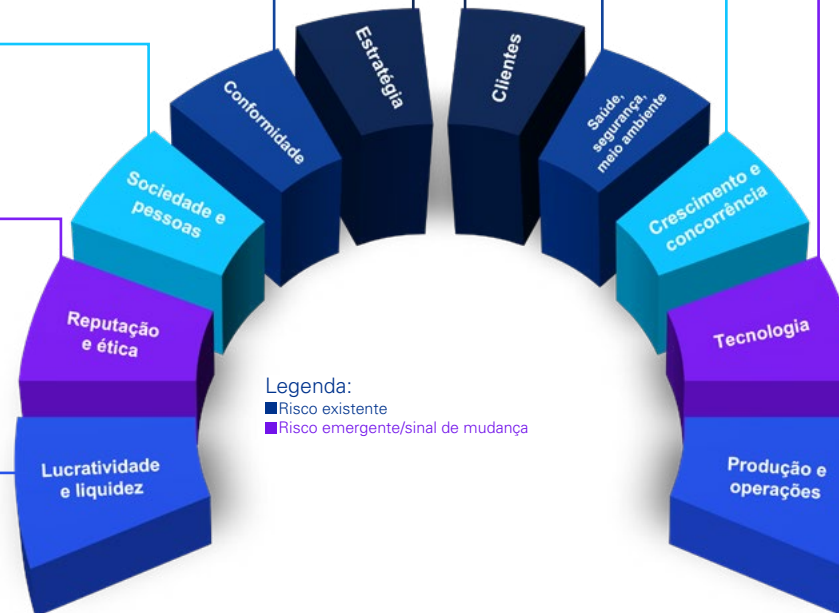 Estratégia
Clientes
Conformidade
Saúde,
segurança,
meio ambiente
Sociedade e
pessoas
Crescimento e
concorrência
Reputação
e ética
Tecnologia
Legenda:
Risco existente
Risco emergente/sinal de mudança
Lucratividade
e liquidez
Produção e
operações